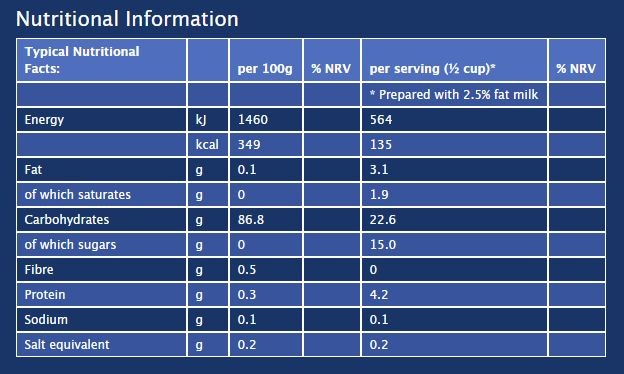 Nutritional Information
Typical Nutritional Facts: per 100g % NRV per serving (½ cup)* % NRV
* Prepared with 2.5% fat milk
Energy kJ 1460 564
kcal 349 135
Fat g 0.1 3.1
of which saturates g 0 1.9
Carbohydrates g 86.8 22.6
of which sugars g 0 15.0
Fibre g 0.5 0
Protein g 0.3 4.2
Sodium g 0.1 0.1
Salt equivalent g 0.2 0.2